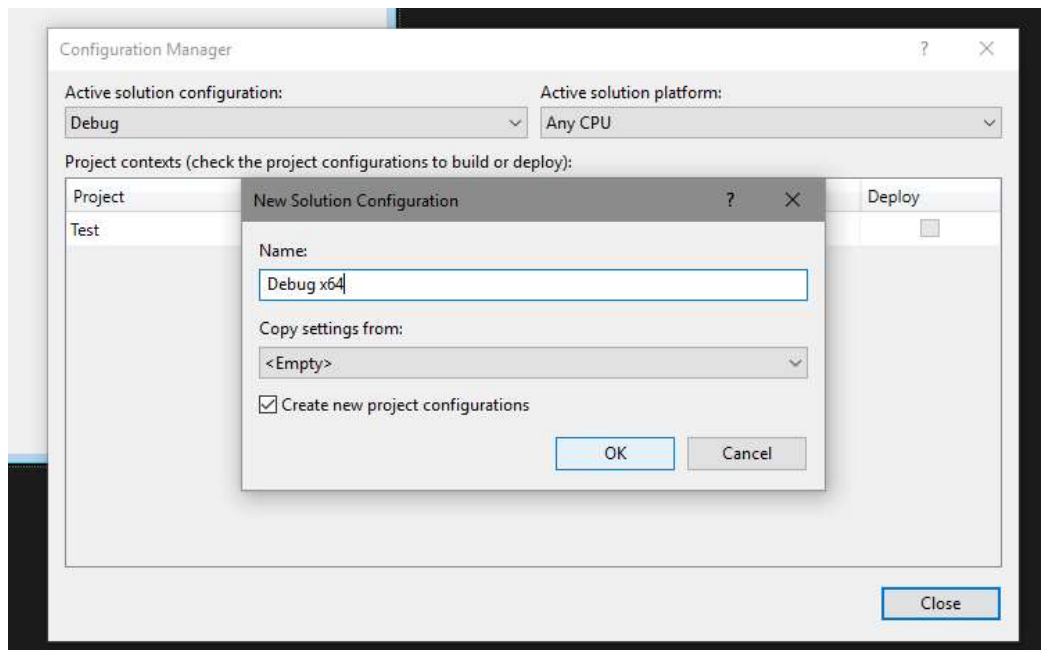 Configuration Manager
?
Active solution configuration:
Active solution platform:
Debug
Any CPU
Project contexts (check the project configurations to build or deploy):
Project
Deploy
Test
New Solution Configuration
?
Name:
Debug x64
Copy settings from:
<Empty>
Create new project configurations
OK
Cancel
Close